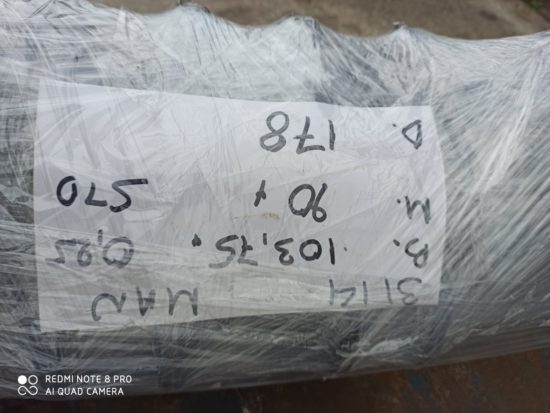 3114 MAN
B. 103,75. 0,95
M. 90 + 570
D. 178
REDMI NOTE 8 PRO
AI QUAD CAMERA